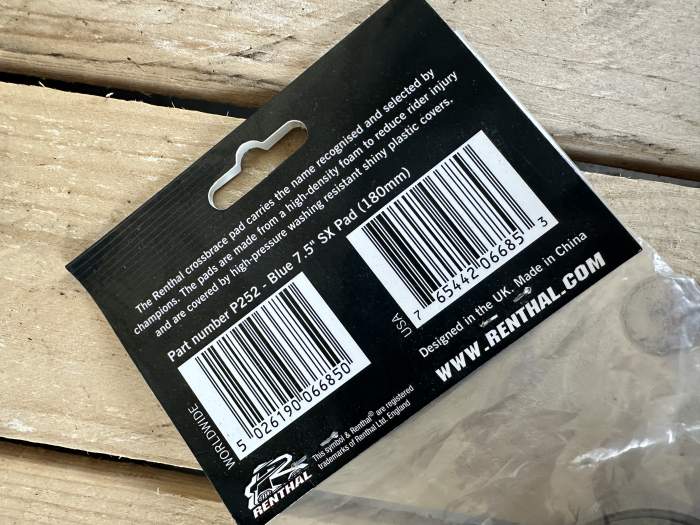 The Renthal crossbrace pad carries the name recognised and selected by
champions. The pads are made from a high-density foam to reduce rider injury
and are covered by high-pressure washing resistant shiny plastic covers.
Part number P252 - Blue 7.5" SX Pad (180mm)
WORLDWIDE
5 026190 066850
USA
7 65442 06685 3
Designed in the UK. Made in China
WWW.RENTHAL.COM
RENTHAL
This symbol & Renthal® are registered
trademarks of Renthal Ltd. England